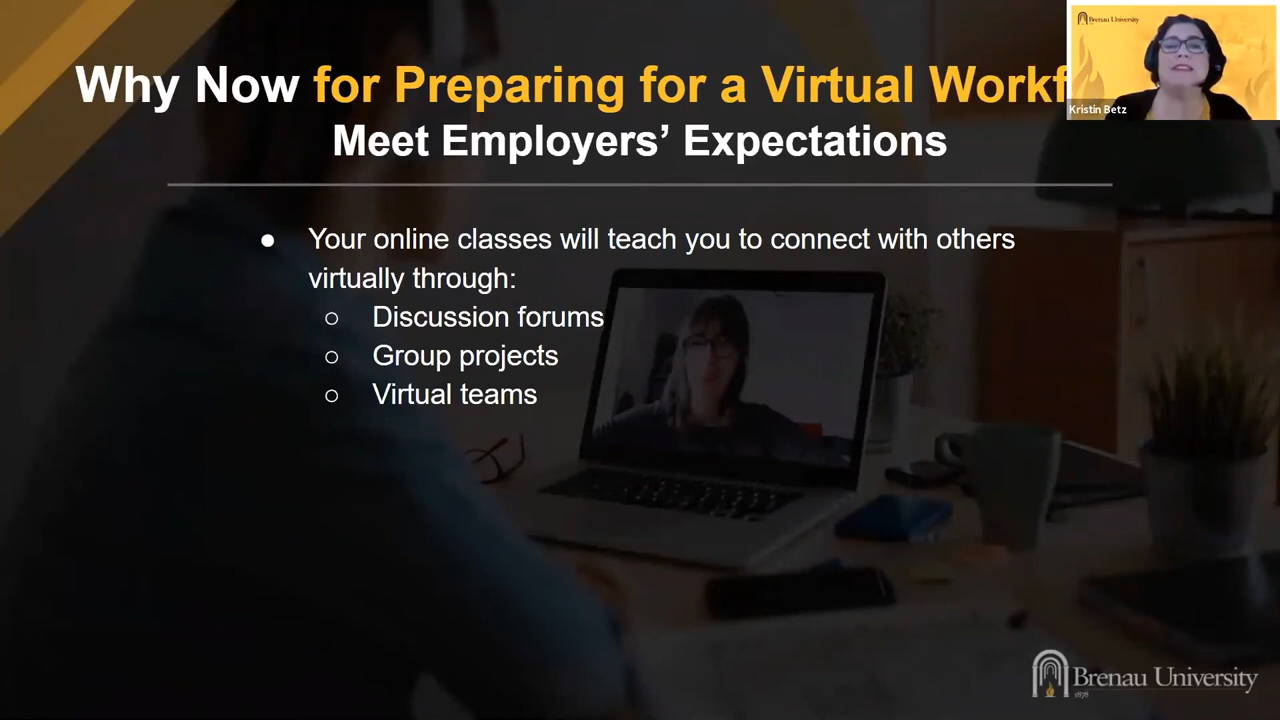 Brenau University
Kristin Betz
Why Now for Preparing for a Virtual
Meet Employers’ Expectations
● Your online classes will teach you to connect with others
virtually through:
○ Discussion forums
○ Group projects
○ Virtual teams
Brenau University
1878